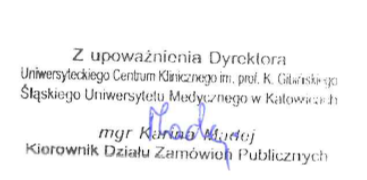 Z upoważnienia Dyrektora
Uniwersyteckiego Centrum Klinicznego im. prof. K. Gibińskiego
Śląskiego Uniwersytetu Medycznego w Katowicach
mgr Karina Madej
Kierownik Działu Zamówień Publicznych